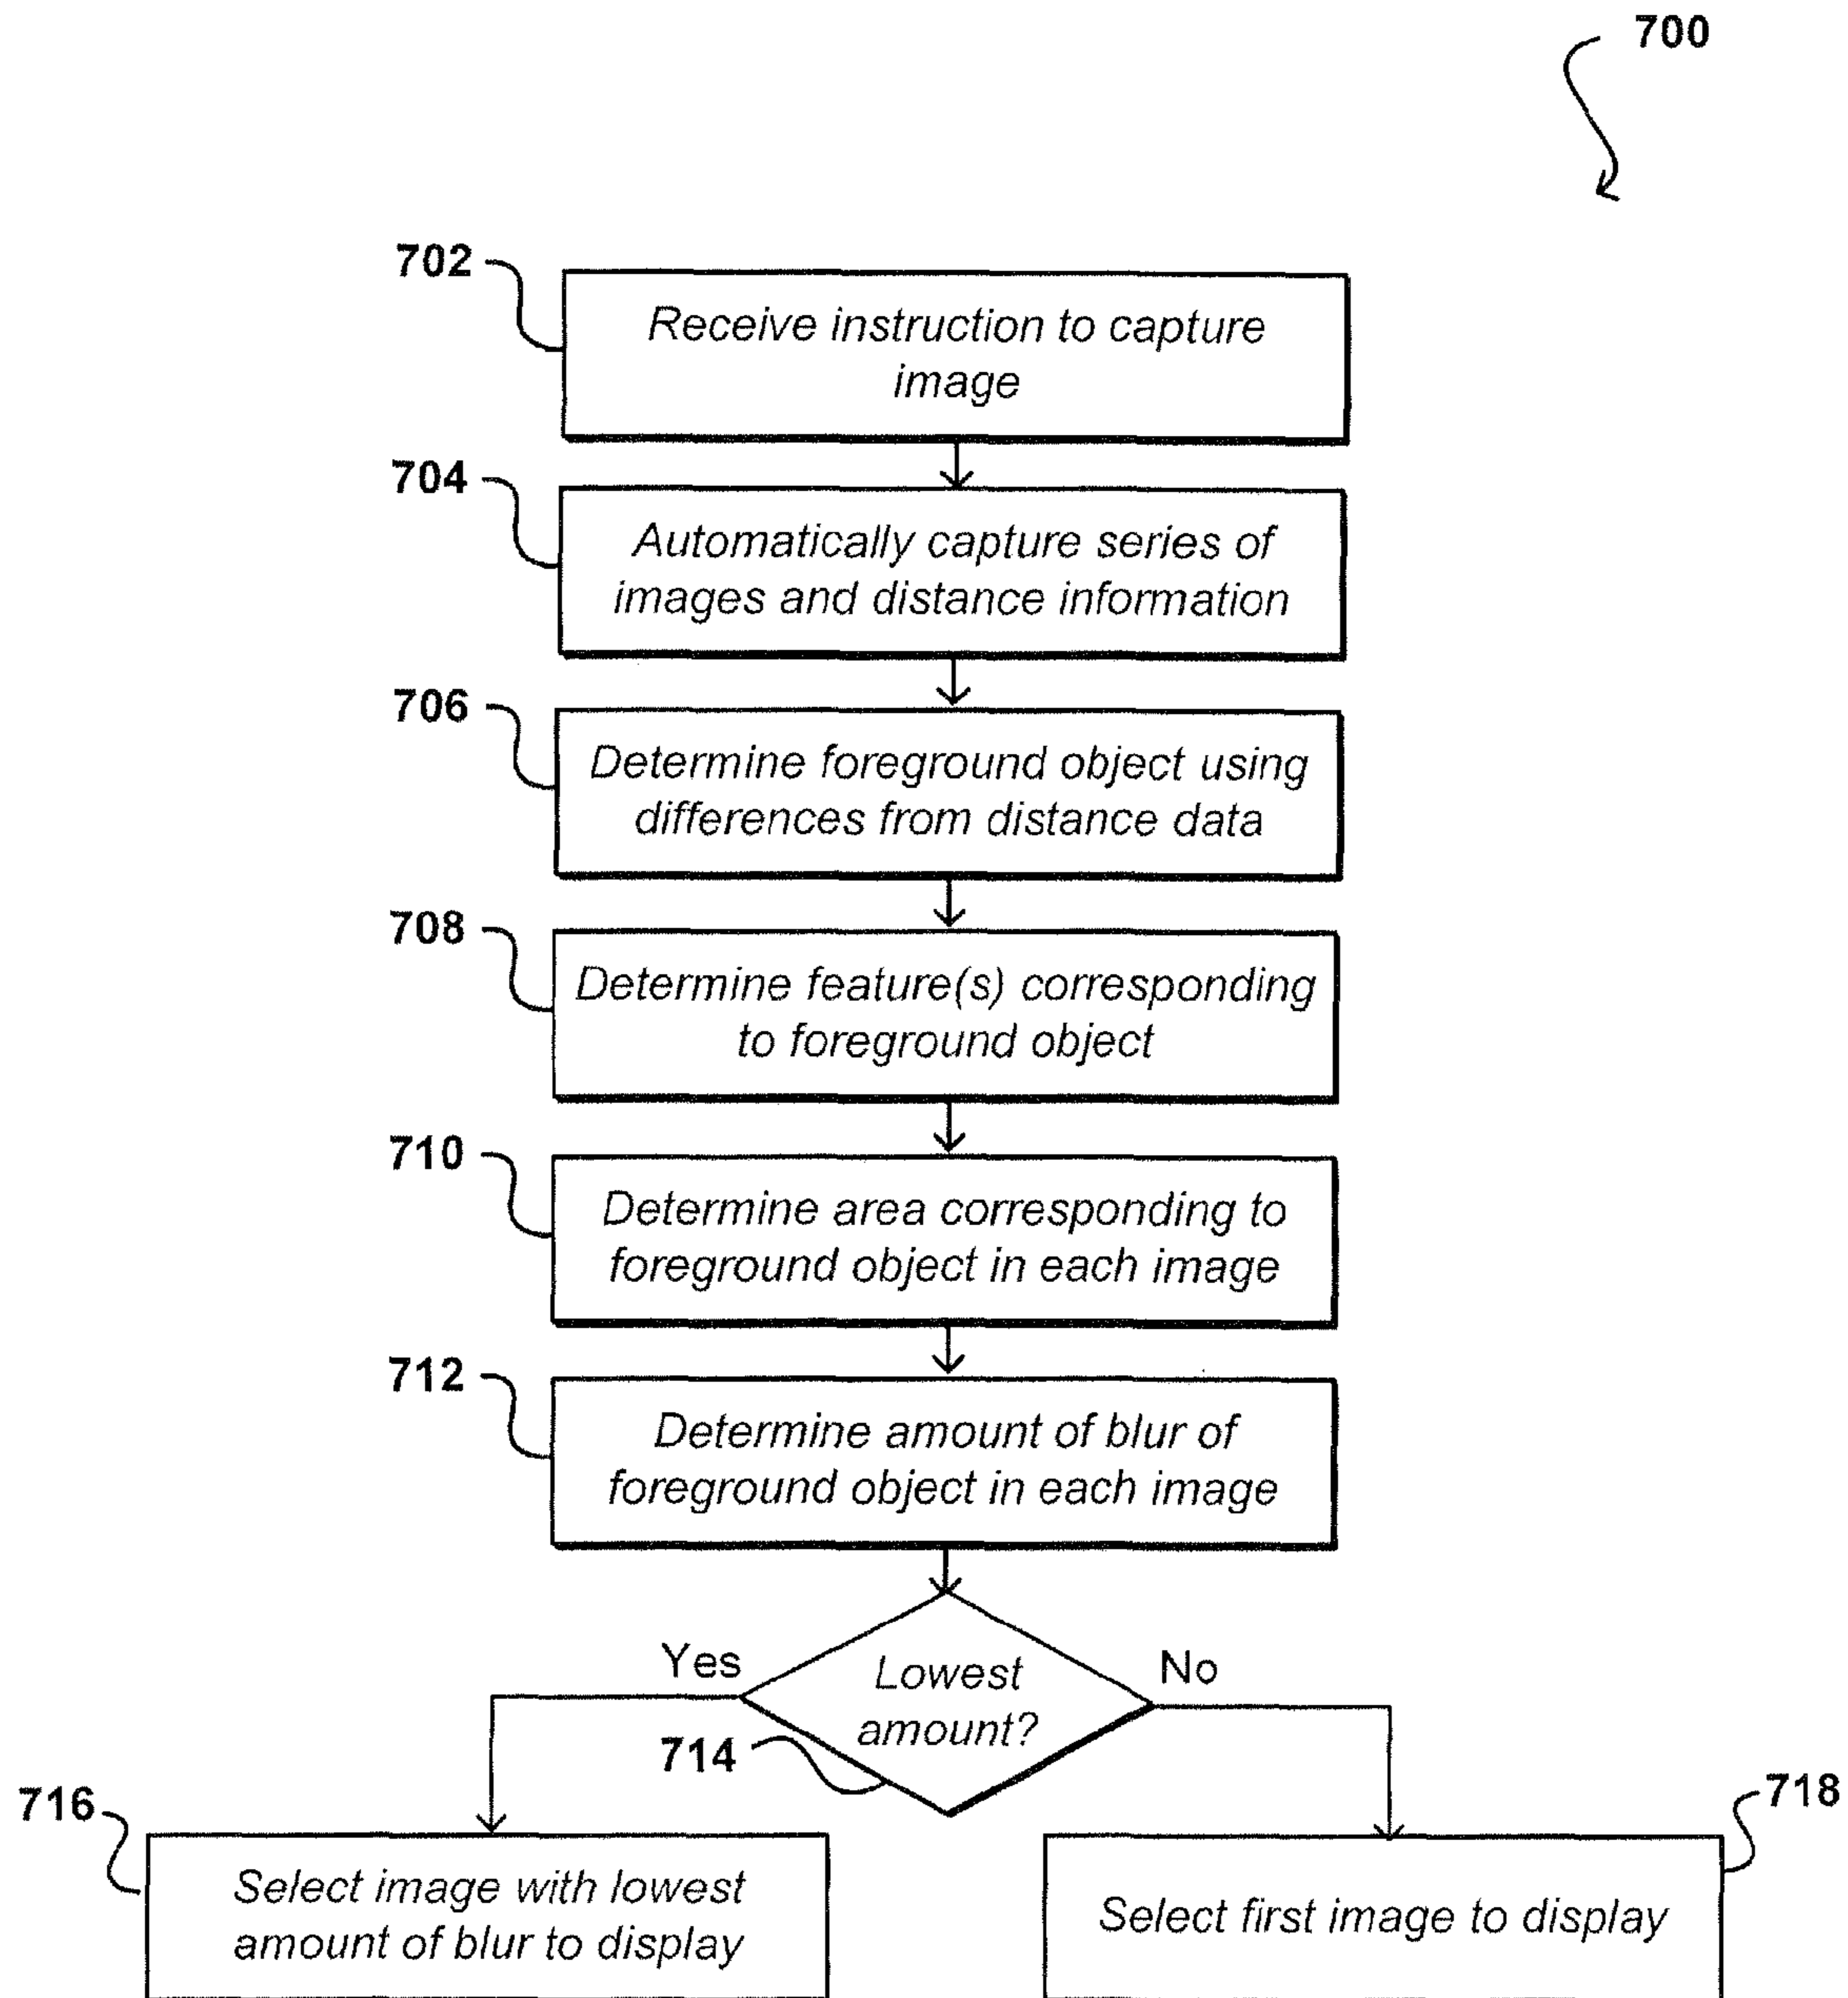 700
702
Receive instruction to capture
image
704
Automatically capture series of
images and distance information
706
Determine foreground object using
differences from distance data
708
Determine feature(s) corresponding
to foreground object
710
Determine area corresponding to
foreground object in each image
712
Determine amount of blur of
foreground object in each image
Yes
No
Lowest
amount?
714
716
Select image with lowest
amount of blur to display
718
Select first image to display